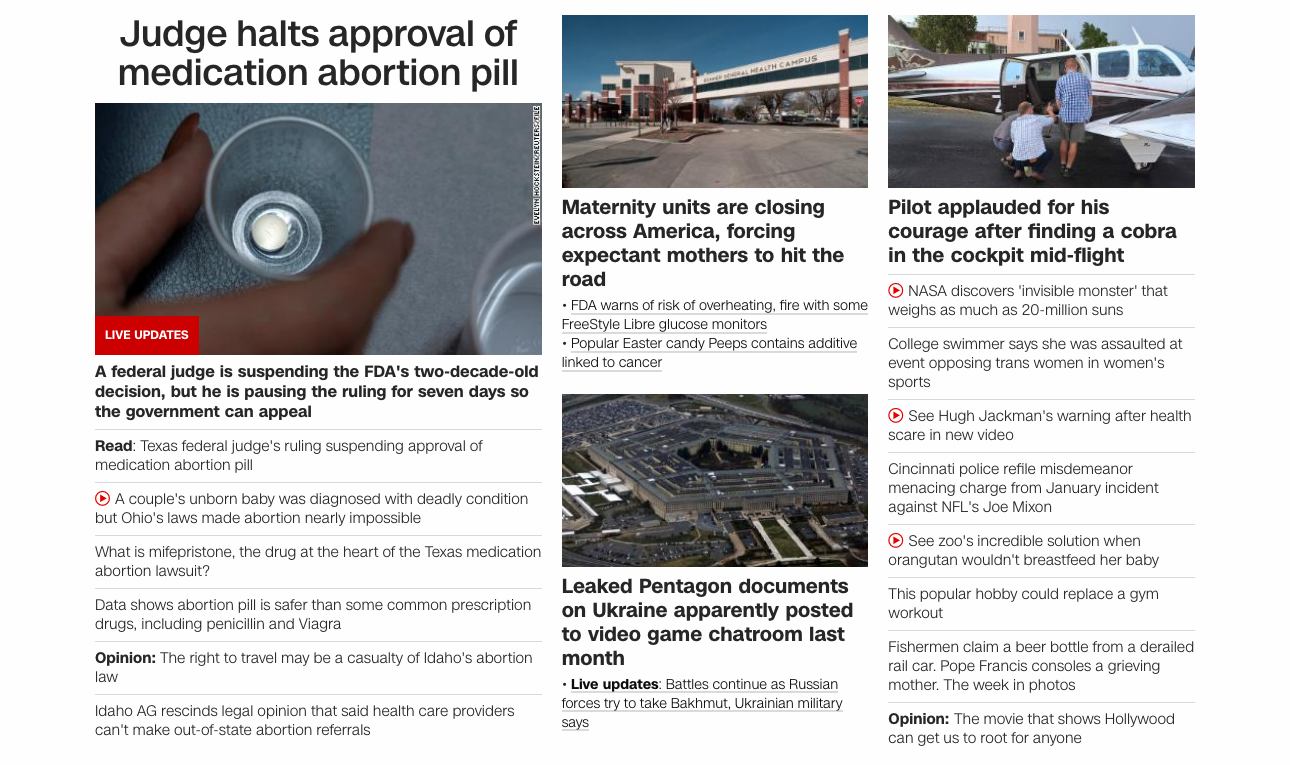 Judge halts approval of
medication abortion pill
EVELYN HOCKSTEIN/REUTERS/FILE
LIVE UPDATES
A federal judge is suspending the FDA's two-decade-old
decision, but he is pausing the ruling for seven days so
the government can appeal
Read: Texas federal judge's ruling suspending approval of
medication abortion pill
A couple's unborn baby was diagnosed with deadly condition
but Ohio's laws made abortion nearly impossible
What is mifepristone, the drug at the heart of the Texas medication
abortion lawsuit?
Data shows abortion pill is safer than some common prescription
drugs, including penicillin and Viagra
Opinion: The right to travel may be a casualty of Idaho's abortion
law
Idaho AG rescinds legal opinion that said health care providers
can't make out-of-state abortion referrals
GENERAL HEALTH CAMPUS
Maternity units are closing
across America, forcing
expectant mothers to hit the
road
• FDA warns of risk of overheating, fire with some
FreeStyle Libre glucose monitors
• Popular Easter candy Peeps contains additive
linked to cancer
Leaked Pentagon documents
on Ukraine apparently posted
to video game chatroom last
month
• Live updates: Battles continue as Russian
forces try to take Bakhmut, Ukrainian military
says
Pilot applauded for his
courage after finding a cobra
in the cockpit mid-flight
NASA discovers 'invisible monster' that
weighs as much as 20-million suns
College swimmer says she was assaulted at
event opposing trans women in women's
sports
See Hugh Jackman's warning after health
scare in new video
Cincinnati police refile misdemeanor
menacing charge from January incident
against NFL's Joe Mixon
See zoo's incredible solution when
orangutan wouldn't breastfeed her baby
This popular hobby could replace a gym
workout
Fishermen claim a beer bottle from a derailed
rail car. Pope Francis consoles a grieving
mother. The week in photos
Opinion: The movie that shows Hollywood
can get us to root for anyone